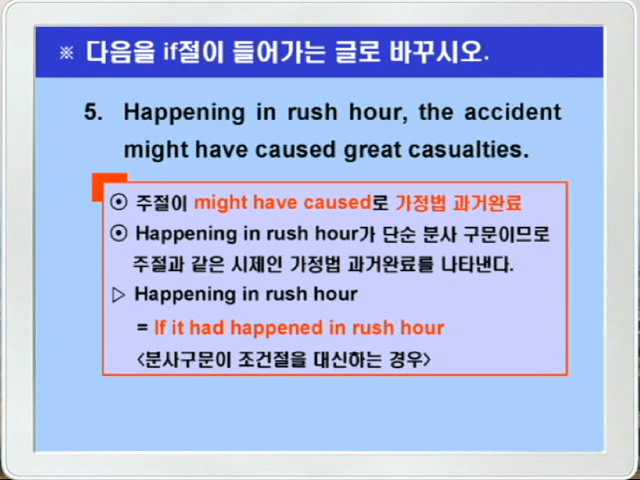 ※ 다음을 if절이 들어가는 글로 바꾸시오.
5. Happening in rush hour, the accident
might have caused great casualties.
⊙ 주절이 might have caused로 가정법 과거완료
⊙ Happening in rush hour가 단순 분사 구문이므로
주절과 같은 시제인 가정법 과거완료를 나타낸다.
▷ Happening in rush hour
= If it had happened in rush hour
<분사구문이 조건절을 대신하는 경우>